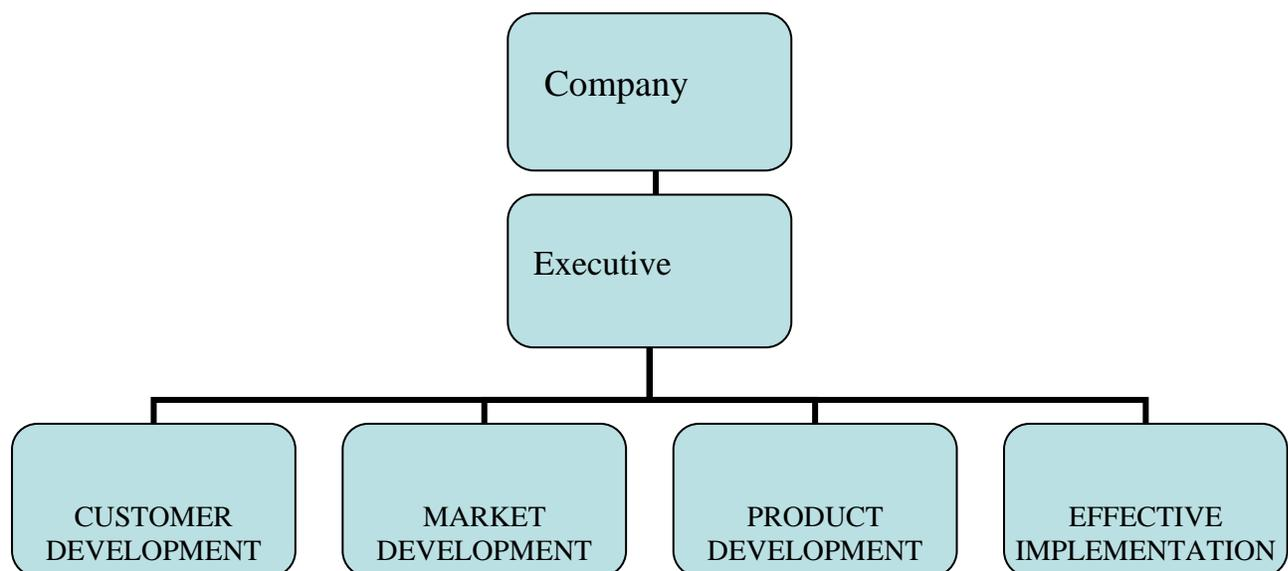 Company
Executive
CUSTOMER
DEVELOPMENT
MARKET
DEVELOPMENT
PRODUCT
DEVELOPMENT
EFFECTIVE
IMPLEMENTATION